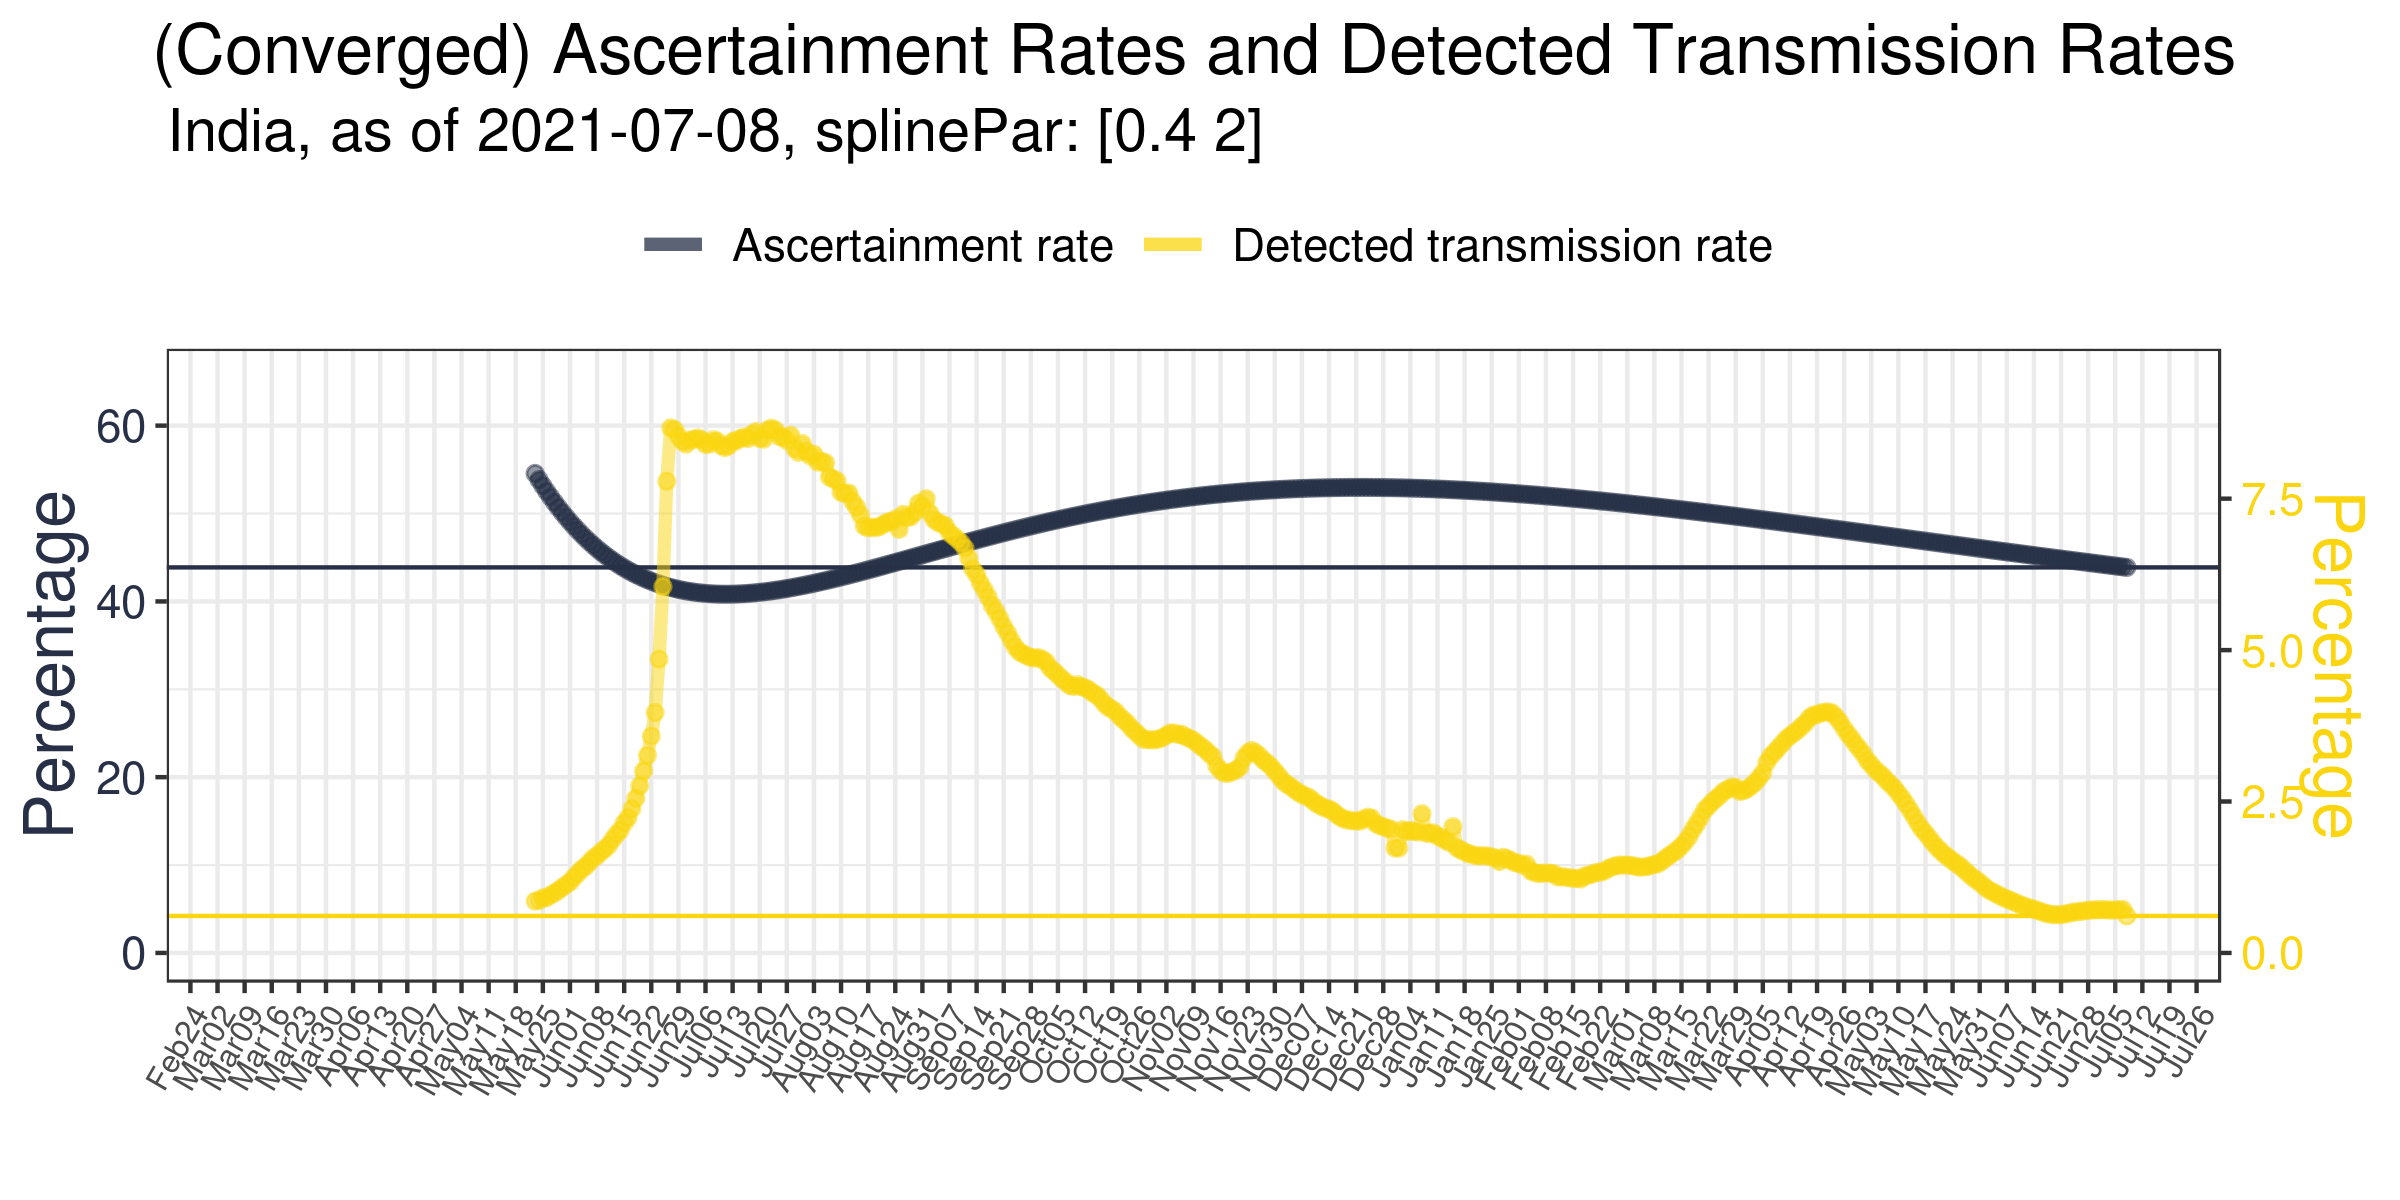 (Converged) Ascertainment Rates and Detected Transmission Rates
India, as of 2021-07-08, splinePar: [0.4 2]
Ascertainment rate Detected transmission rate
Percentage
60
40
20
0
7.5
5.0
2.5
0.0
Percentage
Feb24 Mar02 Mar09 Mar16 Mar23 Mar30 Apr06 Apr13 Apr20 Apr27 May04 May11 May18 May25 Jun01 Jun08 Jun15 Jun22 Jun29 Jul06 Jul13 Jul20 Jul27 Aug03 Aug10 Aug17 Aug24 Aug31 Sep07 Sep14 Sep21 Sep28 Oct05 Oct12 Oct19 Oct26 Nov02 Nov09 Nov16 Nov23 Nov30 Dec07 Dec14 Dec21 Dec28 Jan04 Jan11 Jan18 Jan25 Feb01 Feb08 Feb15 Feb22 Mar01 Mar08 Mar15 Mar22 Mar29 Apr05 Apr12 Apr19 Apr26 May03 May10 May17 May24 May31 Jun07 Jun14 Jun21 Jun28 Jul05 Jul12 Jul19 Jul26